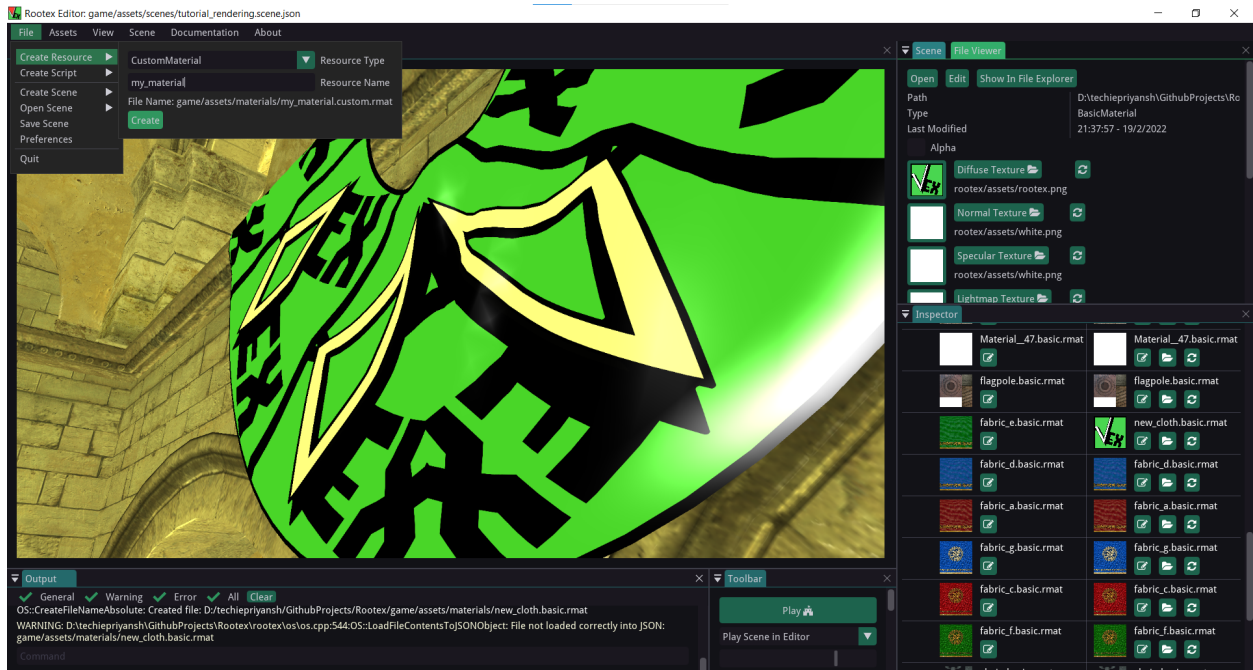 Rootex Editor: game/assets/scenes/tutorial_rendering.scene.json
File Assets View Scene Documentation About
Create Resource
Create Script
Create Scene
Open Scene
Save Scene
Preferences
Quit
CustomMaterial Resource Type
my_material Resource Name
File Name: game/assets/materials/my_material.custom.rmat
Create
Scene File Viewer
Open Edit Show In File Explorer
Path D:\techiepriyansh\GithubProjects\Ro
Type BasicMaterial
Last Modified 21:37:57 - 19/2/2022
Alpha
Diffuse Texture
rootex/assets/rootex.png
Normal Texture
rootex/assets/white.png
Specular Texture
rootex/assets/white.png
Lightmap Texture
Inspector
Material__47.basic.rmat Material__47.basic.rmat
flagpole.basic.rmat flagpole.basic.rmat
fabric_e.basic.rmat new_cloth.basic.rmat
fabric_d.basic.rmat fabric_d.basic.rmat
fabric_a.basic.rmat fabric_a.basic.rmat
fabric_g.basic.rmat fabric_g.basic.rmat
fabric_c.basic.rmat fabric_c.basic.rmat
fabric_f.basic.rmat fabric_f.basic.rmat
Output
General Warning Error All Clear
OS::CreateFileNameAbsolute: Created file: D:/techiepriyansh/GithubProjects/Rootex/game/assets/materials/new_cloth.basic.rmat
WARNING: D:\techiepriyansh\GithubProjects\Rootex\rootex\os\os.cpp:544:OS::LoadFileContentsToJSONObject: File not loaded correctly into JSON:
game/assets/materials/new_cloth.basic.rmat
Command
Toolbar
Play
Play Scene in Editor